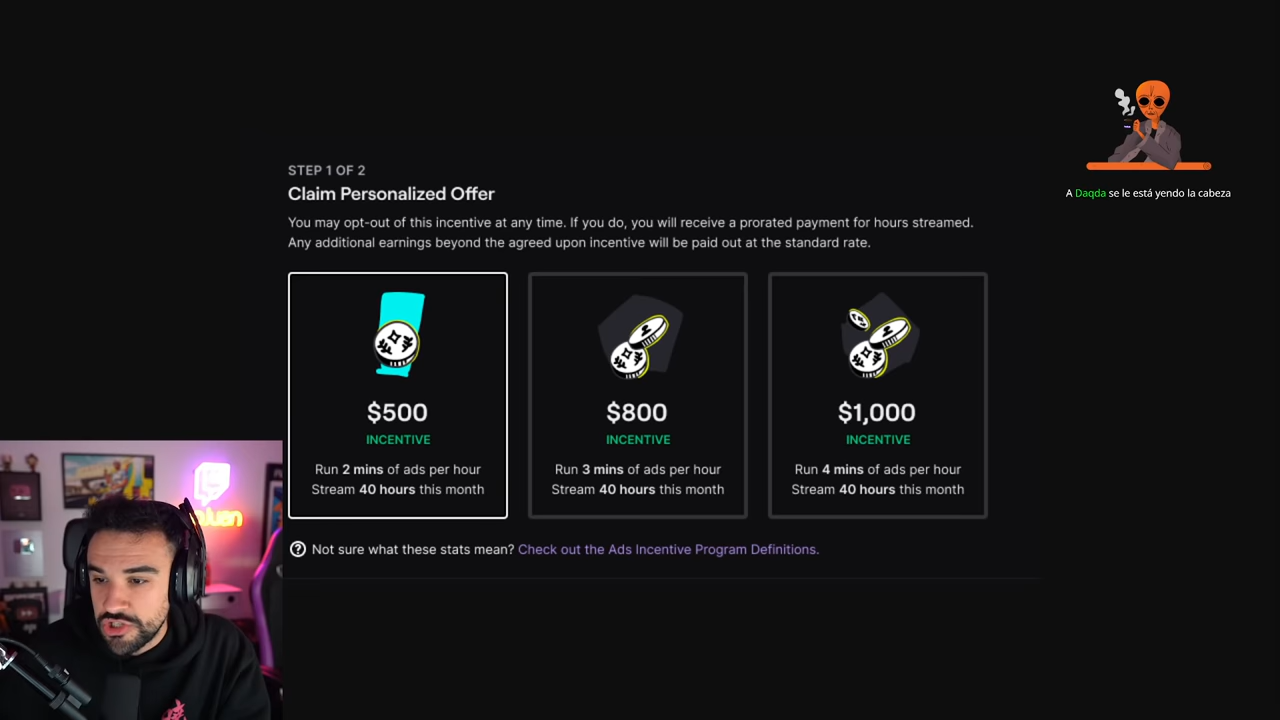 STEP 1 OF 2
Claim Personalized Offer
You may opt-out of this incentive at any time. If you do, you will receive a prorated payment for hours streamed.
Any additional earnings beyond the agreed upon incentive will be paid out at the standard rate.
A Daqda se le está yendo la cabeza
$500
INCENTIVE
Run 2 mins of ads per hour
Stream 40 hours this month
$800
INCENTIVE
Run 3 mins of ads per hour
Stream 40 hours this month
$1,000
INCENTIVE
Run 4 mins of ads per hour
Stream 40 hours this month
Not sure what these stats mean? Check out the Ads Incentive Program Definitions.